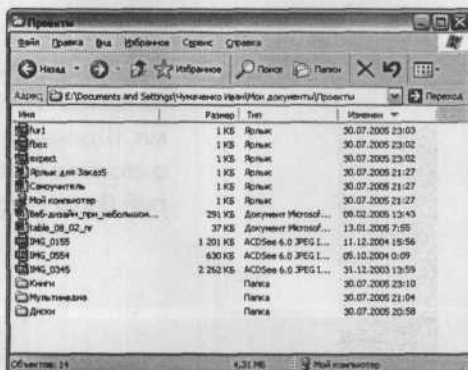 Проекты
Файл Правка Вид Избранное Сервис Справка
Назад Избранное Поиск Папки
Адрес: E:\Documents and Settings\Чумаченко Иван\Мои документы\Проекты Переход
Имя Размер Тип Изменен
fur1 1 КБ Ярлык 30.07.2005 23:03
fbox 1 КБ Ярлык 30.07.2005 23:02
expect 1 КБ Ярлык 30.07.2005 23:02
Ярлык для Заказ5 1 КБ Ярлык 30.07.2005 21:27
Самоучитель 1 КБ Ярлык 30.07.2005 21:27
Мой компьютер 1 КБ Ярлык 30.07.2005 21:27
Веб-дизайн_при_небольшом... 291 КБ Документ Microsof... 08.02.2005 13:43
table_08_02_nr 37 КБ Документ Microsof... 13.01.2005 7:55
IMG_0155 1 201 КБ ACDSee 6.0 JPEG I... 11.12.2004 15:56
IMG_0554 630 КБ ACDSee 6.0 JPEG I... 05.10.2004 0:09
IMG_0345 2 262 КБ ACDSee 6.0 JPEG I... 31.12.2003 13:59
Книги Папка 30.07.2005 23:10
Мультимедиа Папка 30.07.2005 21:04
Диски Папка 30.07.2005 20:58
Объектов: 14 4,31 МБ Мой компьютер